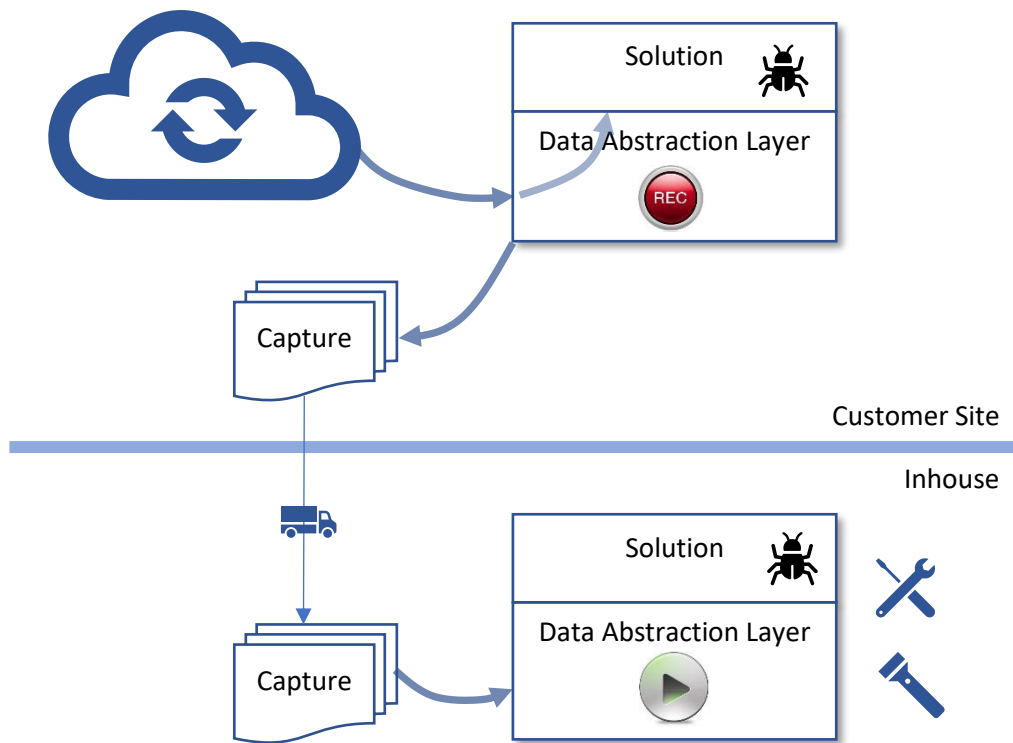 Solution
Data Abstraction Layer
REC
Capture
Customer Site
Inhouse
Solution
Data Abstraction Layer
Capture